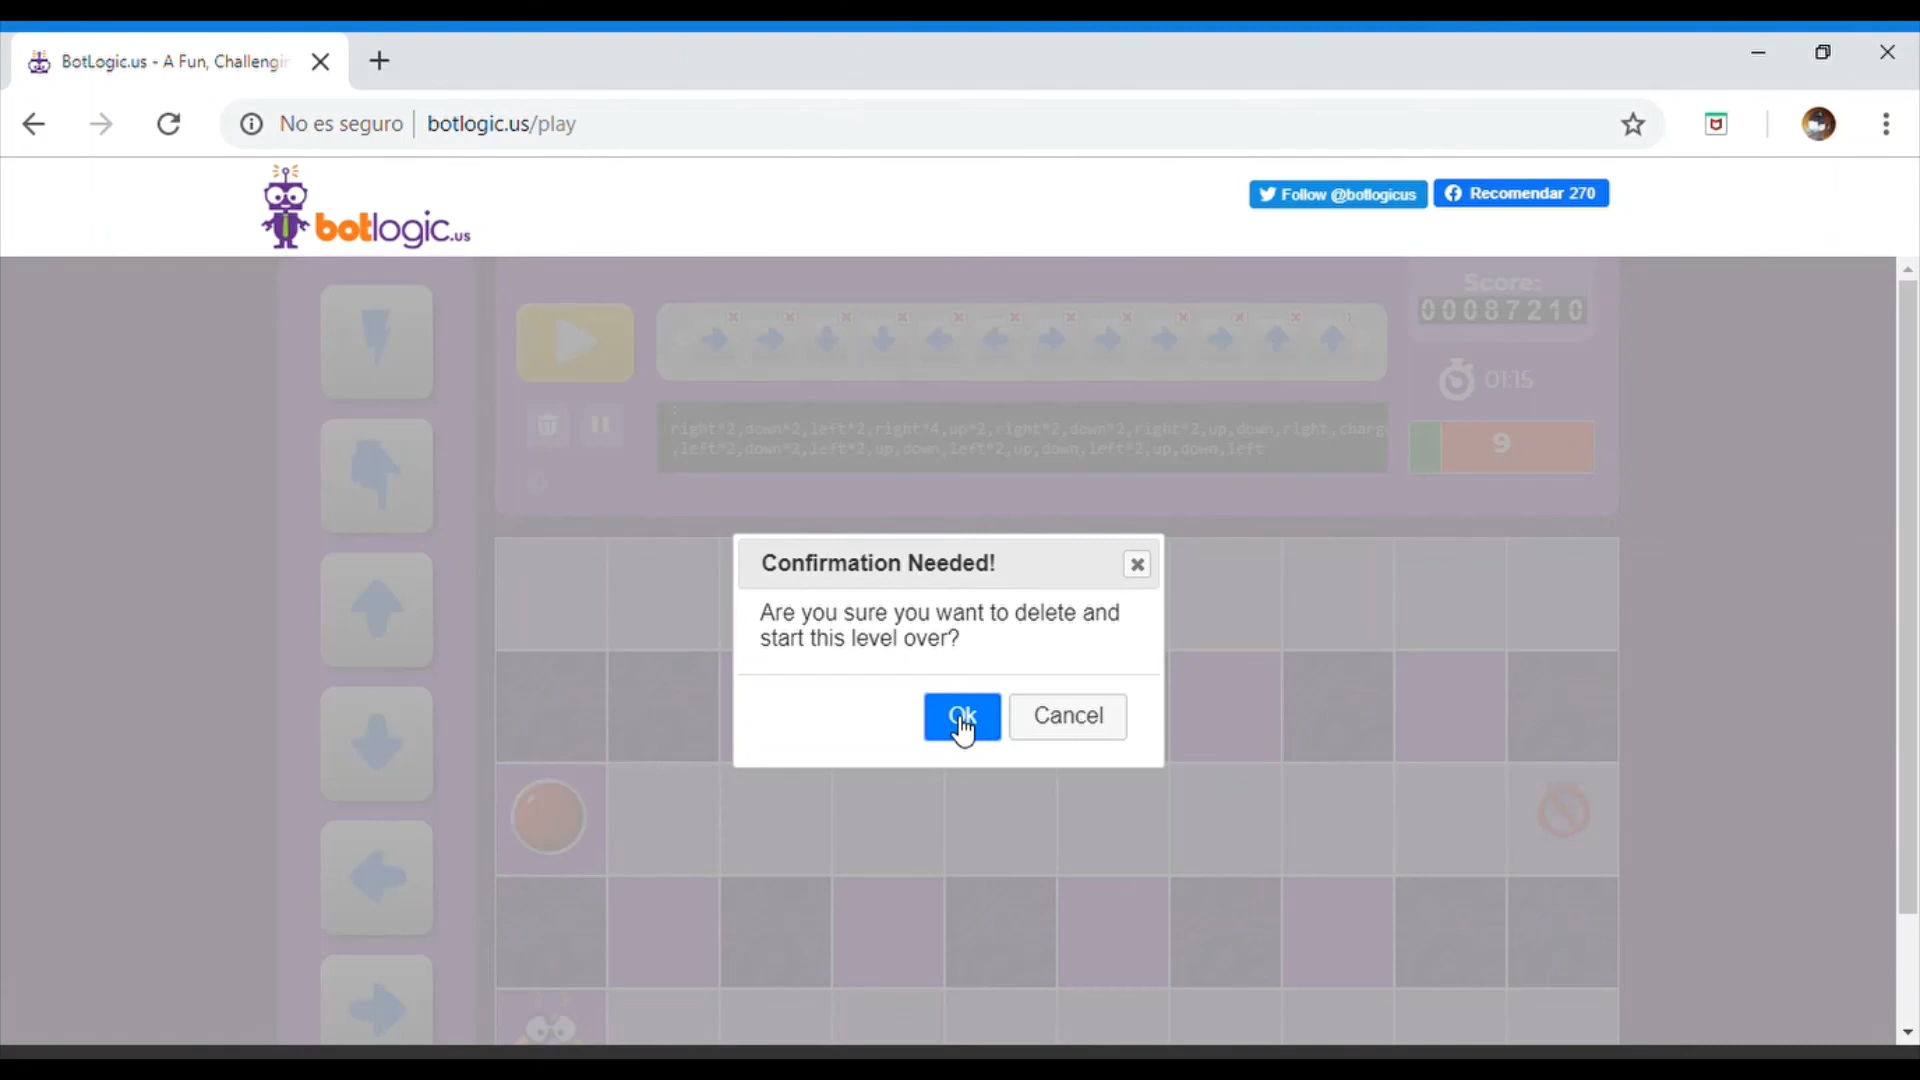 BotLogic.us - A Fun, Challengin
No es seguro
botlogic.us/play
botlogic.us
Follow @botlogicus
Recomendar 270
Score:
00087210
01:15
:
right*2,down*2,left*2,right*4,up*2,right*2,down*2,right*2,up,down,right,charge
,left*2,down*2,left*2,up,down,left*2,up,down,left*2,up,down,left
9
Confirmation Needed!
Are you sure you want to delete and
start this level over?
Ok
Cancel